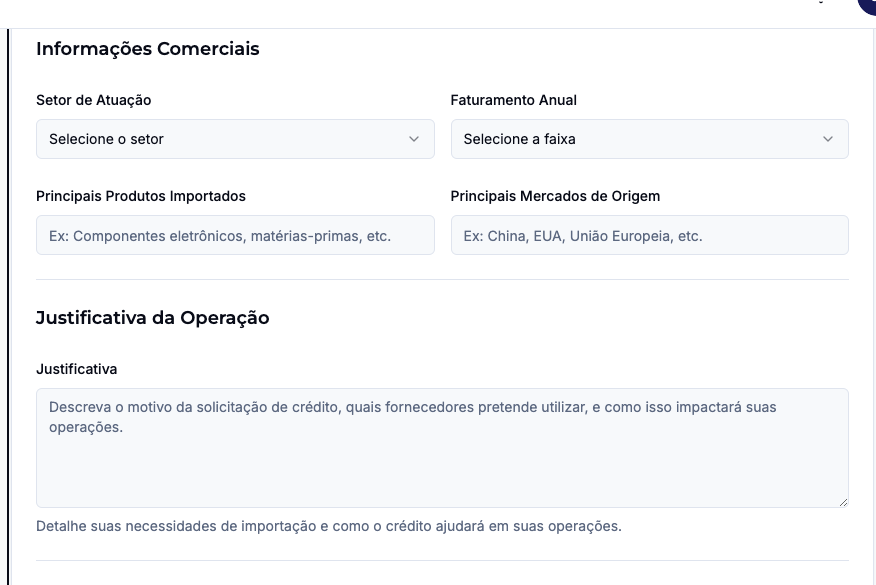 Informações Comerciais
Setor de Atuação
Faturamento Anual
Selecione o setor
Selecione a faixa
Principais Produtos Importados
Principais Mercados de Origem
Ex: Componentes eletrônicos, matérias-primas, etc.
Ex: China, EUA, União Europeia, etc.
Justificativa da Operação
Justificativa
Descreva o motivo da solicitação de crédito, quais fornecedores pretende utilizar, e como isso impactará suas
operações.
Detalhe suas necessidades de importação e como o crédito ajudará em suas operações.